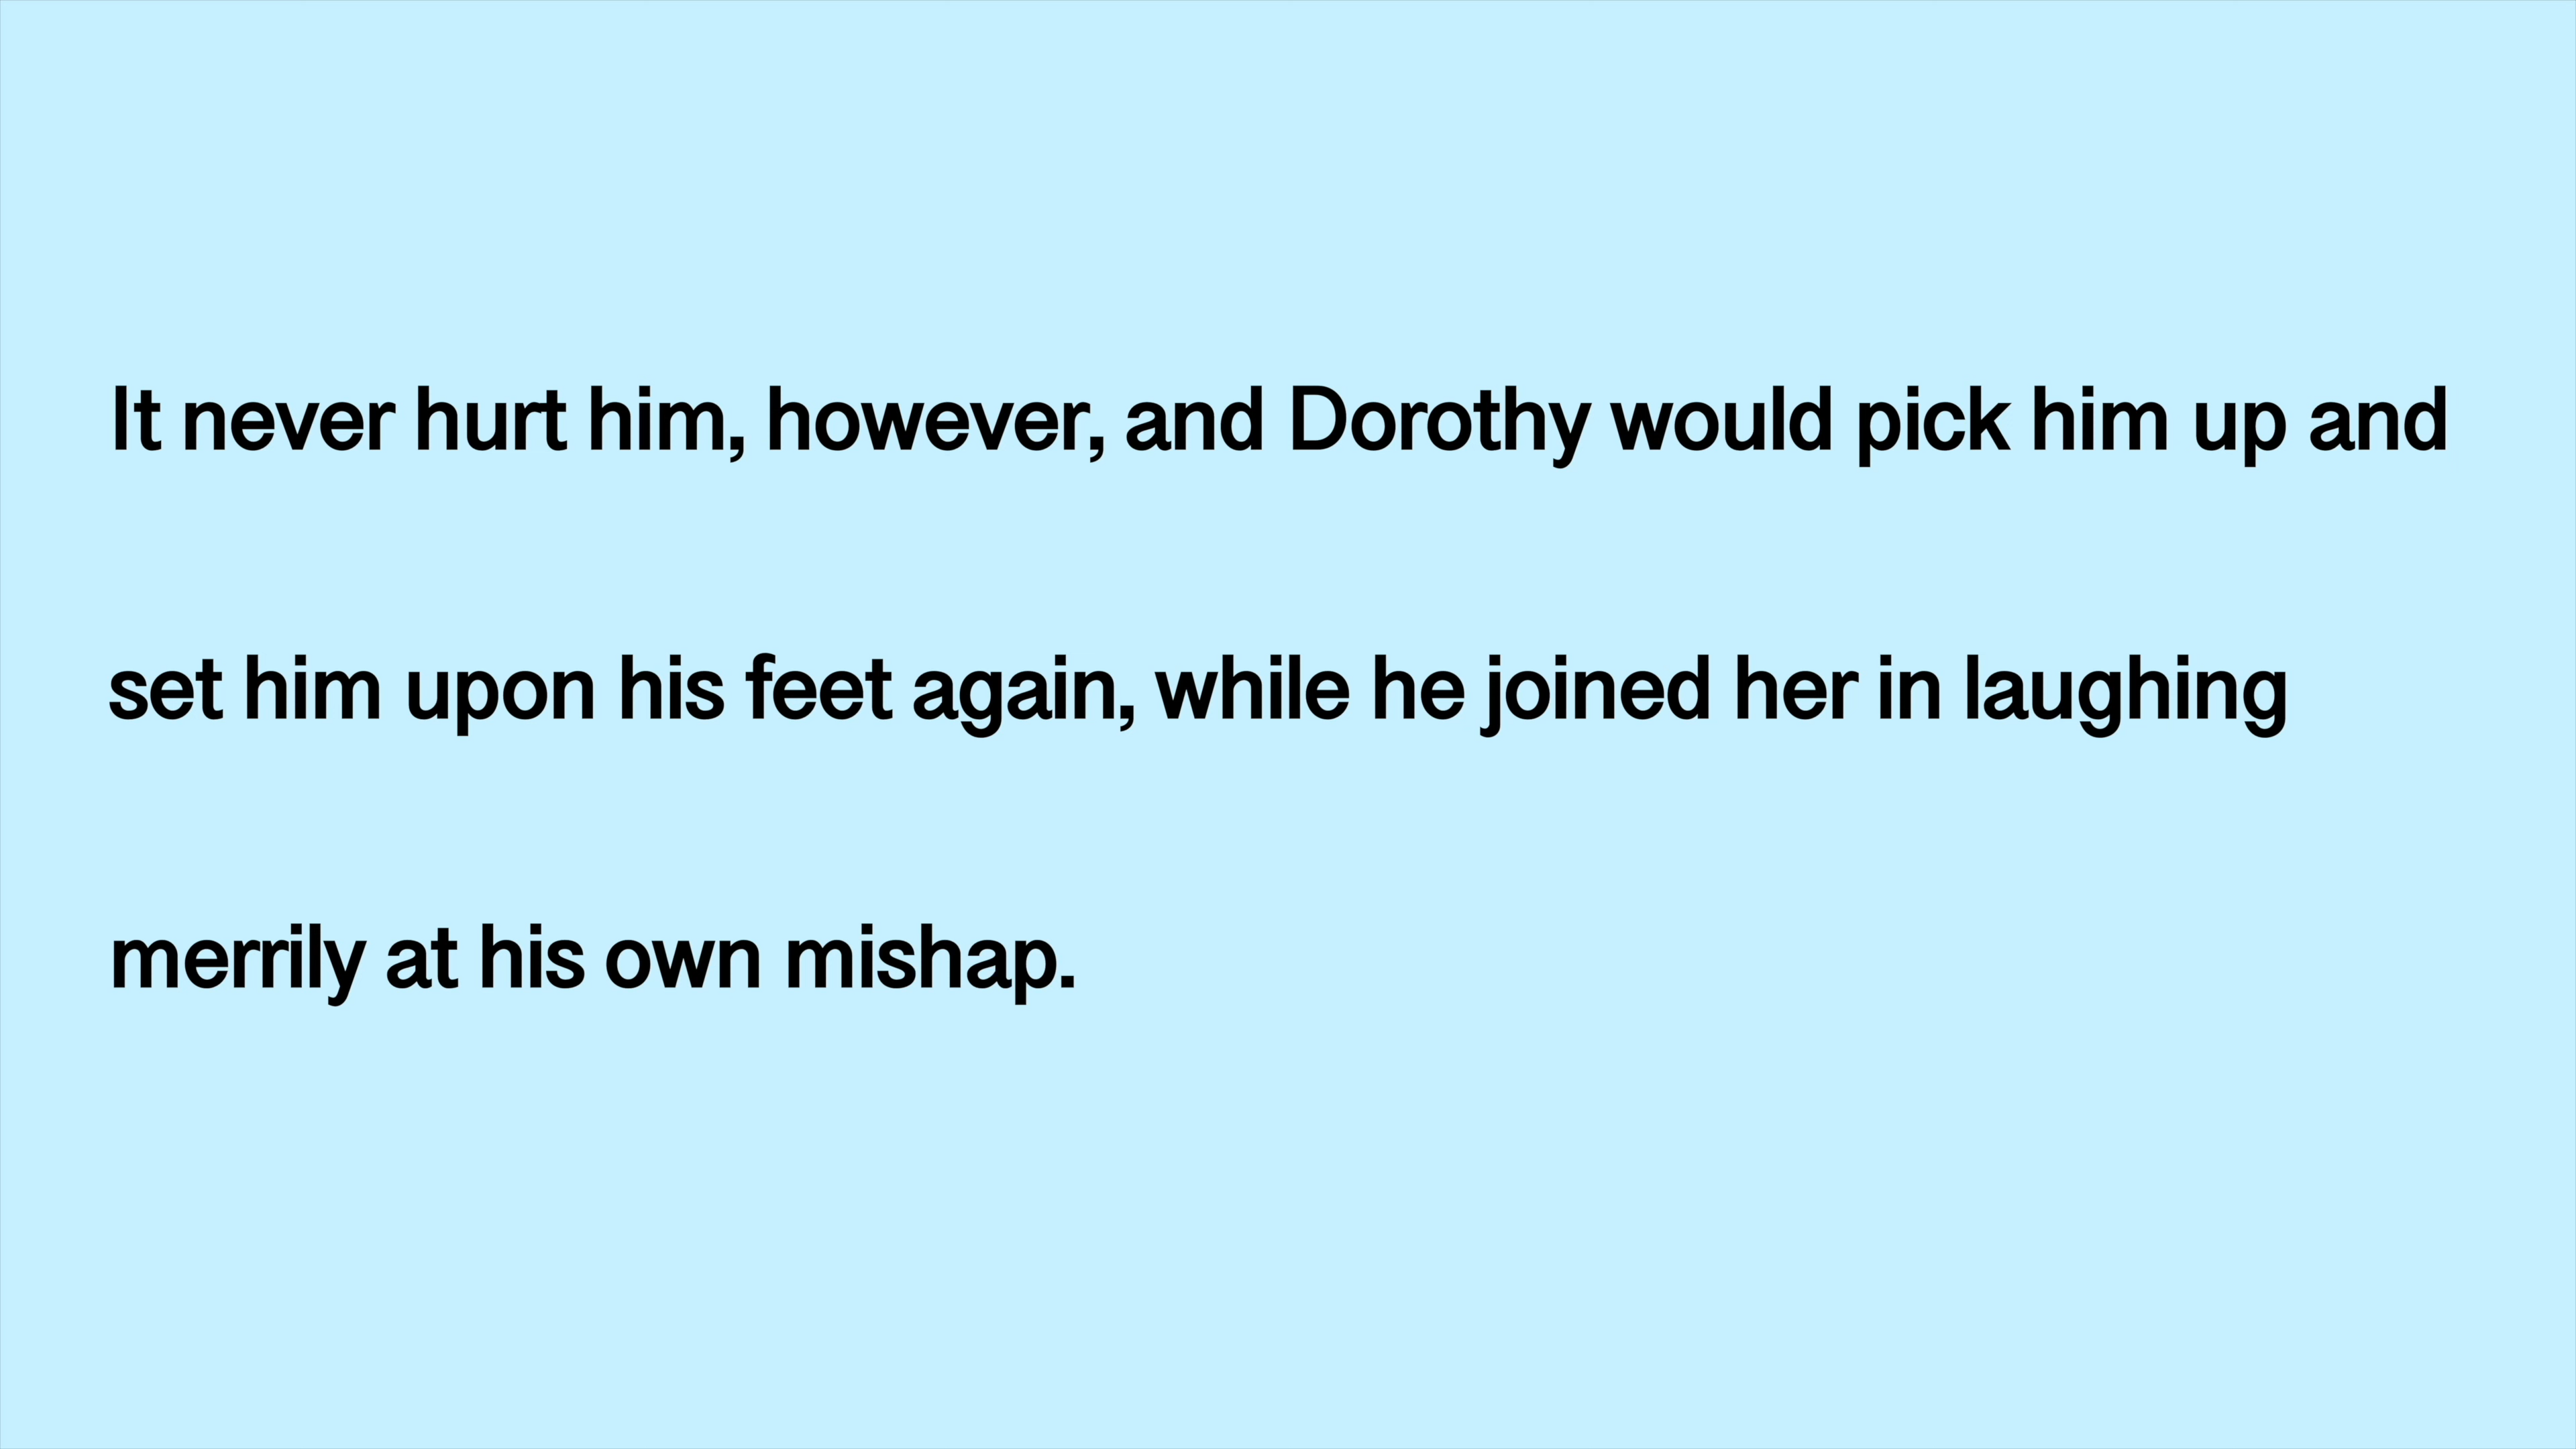 It never hurt him, however, and Dorothy would pick him up and
set him upon his feet again, while he joined her in laughing
merrily at his own mishap.